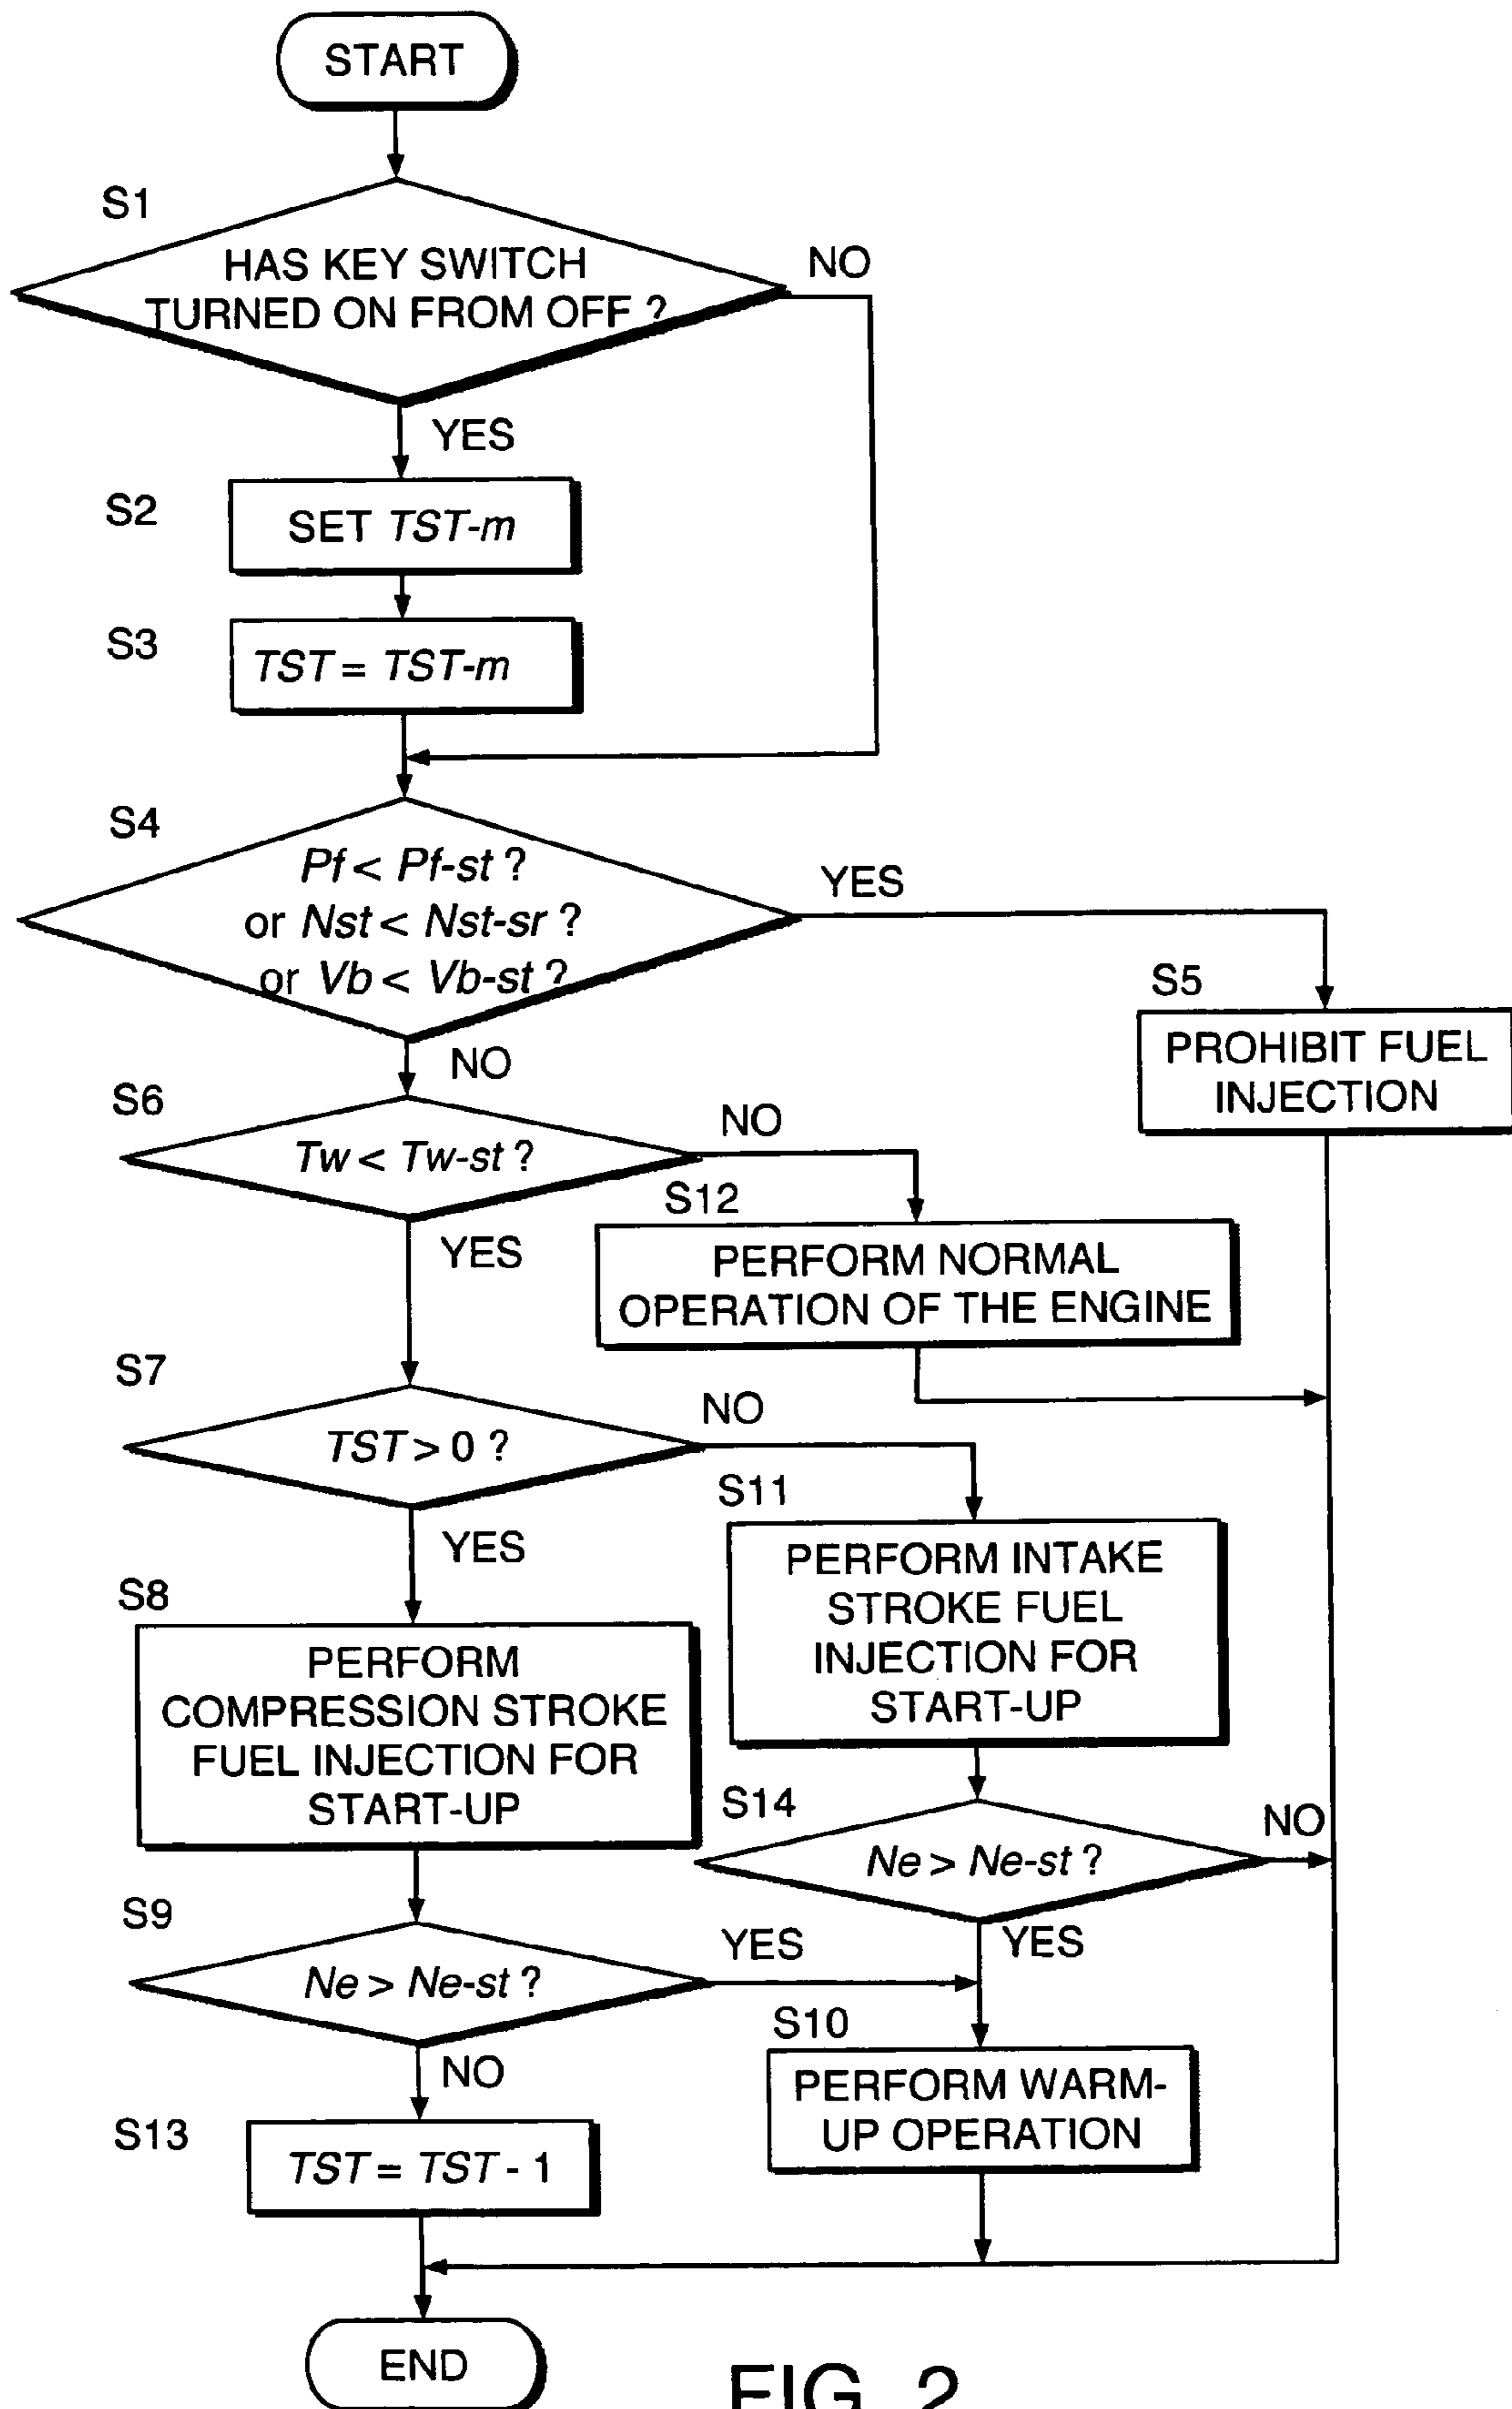 START
S1
HAS KEY SWITCH
TURNED ON FROM OFF ?
NO
YES
S2
SET TST-m
S3
TST = TST-m
S4
Pf < Pf-st ?
or Nst < Nst-sr ?
or Vb < Vb-st ?
YES
NO
S5
PROHIBIT FUEL
INJECTION
S6
Tw < Tw-st ?
NO
YES
S12
PERFORM NORMAL
OPERATION OF THE ENGINE
S7
TST > 0 ?
NO
YES
S11
PERFORM INTAKE
STROKE FUEL
INJECTION FOR
START-UP
S8
PERFORM
COMPRESSION STROKE
FUEL INJECTION FOR
START-UP
S14
Ne > Ne-st ?
NO
YES
S9
Ne > Ne-st ?
YES
NO
S10
PERFORM WARM-
UP OPERATION
S13
TST = TST - 1
END
FIG. 2